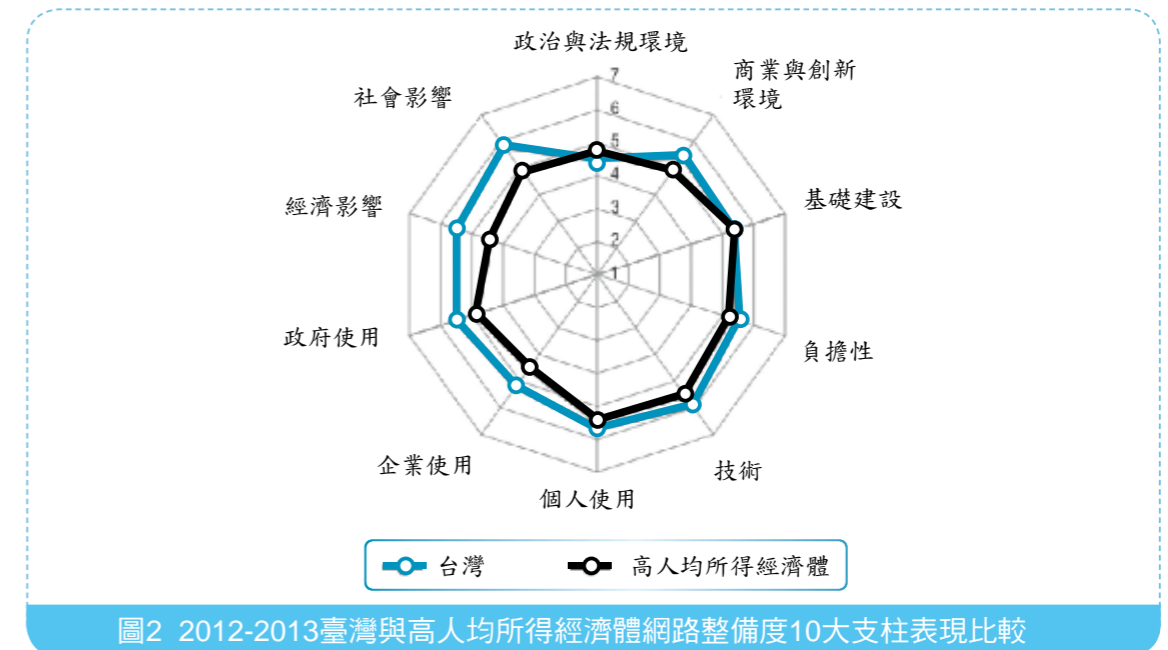 政治與法規環境
商業與創新
環境
社會影響
7
6
5
4
3
2
1
經濟影響
基礎建設
政府使用
負擔性
企業使用
技術
個人使用
台灣
高人均所得經濟體
圖2 2012-2013臺灣與高人均所得經濟體網路整備度10大支柱表現比較